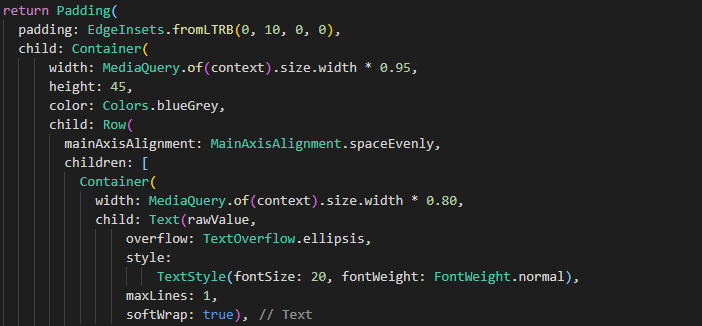 return Padding(
padding: EdgeInsets.fromLTRB(0, 10, 0, 0),
child: Container(
width: MediaQuery.of(context).size.width * 0.95,
height: 45,
color: Colors.blueGrey,
child: Row(
mainAxisAlignment: MainAxisAlignment.spaceEvenly,
children: [
Container(
width: MediaQuery.of(context).size.width * 0.80,
child: Text(rawValue,
overflow: TextOverflow.ellipsis,
style:
TextStyle(fontSize: 20, fontWeight: FontWeight.normal),
maxLines: 1,
softWrap: true), // Text